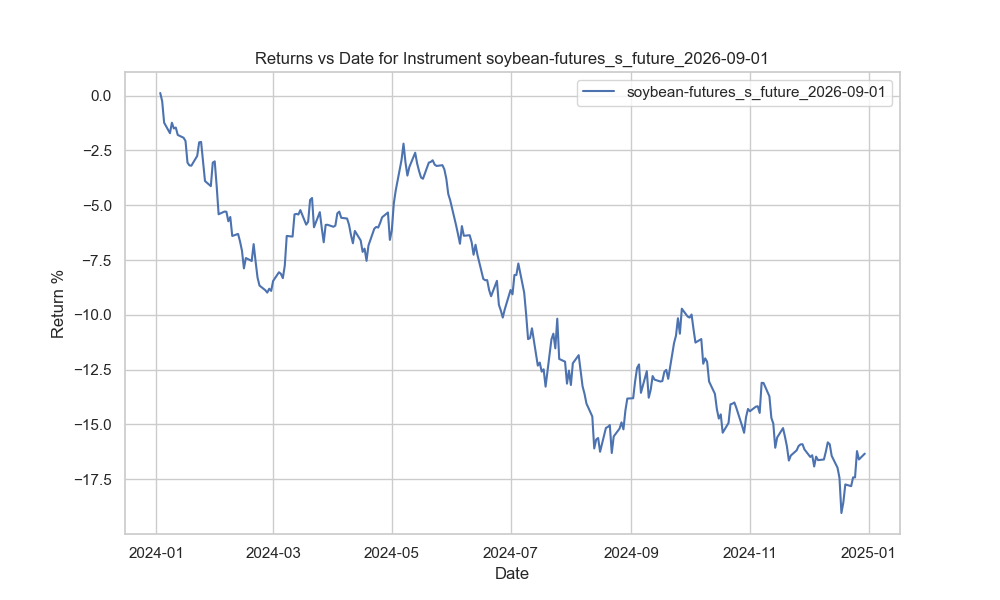 Returns vs Date for Instrument soybean-futures_s_future_2026-09-01
soybean-futures_s_future_2026-09-01
Return %
0.0
−2.5
−5.0
−7.5
−10.0
−12.5
−15.0
−17.5
2024-01 2024-03 2024-05 2024-07 2024-09 2024-11 2025-01
Date